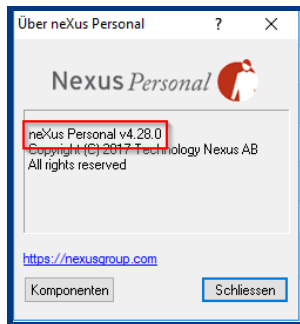 Über neXus Personal ?
Nexus Personal
neXus Personal v4.28.0
Copyright (C) 2017 Technology Nexus AB
All rights reserved
https://nexusgroup.com
Komponenten Schliessen